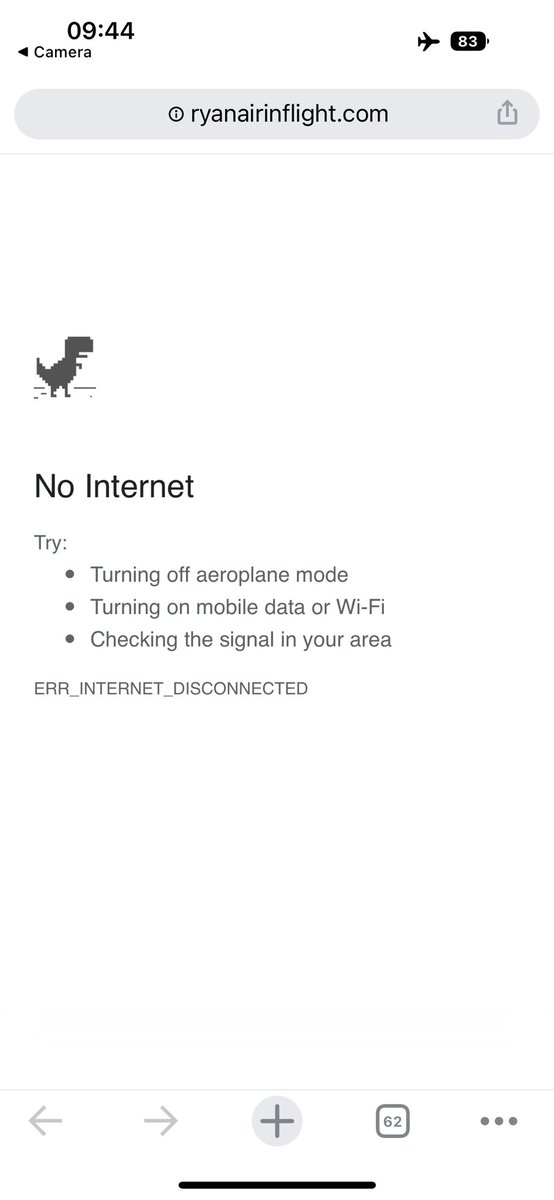 09:44
83
◀ Camera
ryanairinflight.com
No Internet
Try:
• Turning off aeroplane mode
• Turning on mobile data or Wi-Fi
• Checking the signal in your area
ERR_INTERNET_DISCONNECTED
62